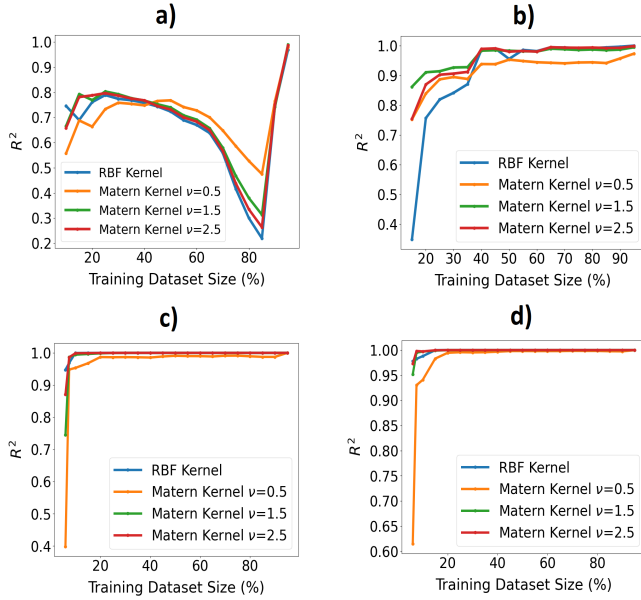 a)
1.0
0.9
0.8
0.7
0.6
0.5
0.4
0.3
0.2
R²
RBF Kernel
Matern Kernel ν=0.5
Matern Kernel ν=1.5
Matern Kernel ν=2.5
20 40 60 80
Training Dataset Size (%)
b)
1.0
0.9
0.8
0.7
0.6
0.5
0.4
R²
RBF Kernel
Matern Kernel ν=0.5
Matern Kernel ν=1.5
Matern Kernel ν=2.5
20 30 40 50 60 70 80 90
Training Dataset Size (%)
c)
1.0
0.9
0.8
0.7
0.6
0.5
0.4
R²
RBF Kernel
Matern Kernel ν=0.5
Matern Kernel ν=1.5
Matern Kernel ν=2.5
20 40 60 80
Training Dataset Size (%)
d)
1.00
0.95
0.90
0.85
0.80
0.75
0.70
0.65
0.60
R²
RBF Kernel
Matern Kernel ν=0.5
Matern Kernel ν=1.5
Matern Kernel ν=2.5
20 40 60 80
Training Dataset Size (%)